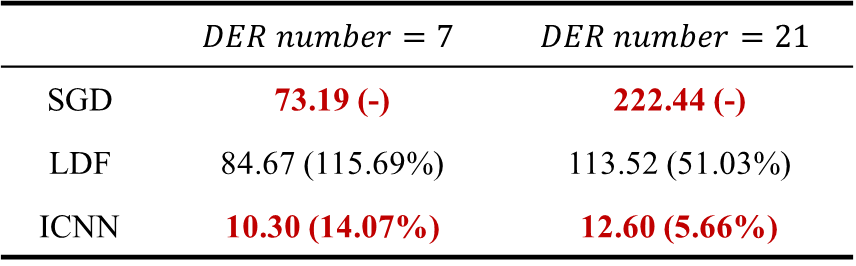 DER number = 7 DER number = 21
SGD 73.19 (-) 222.44 (-)
LDF 84.67 (115.69%) 113.52 (51.03%)
ICNN 10.30 (14.07%) 12.60 (5.66%)